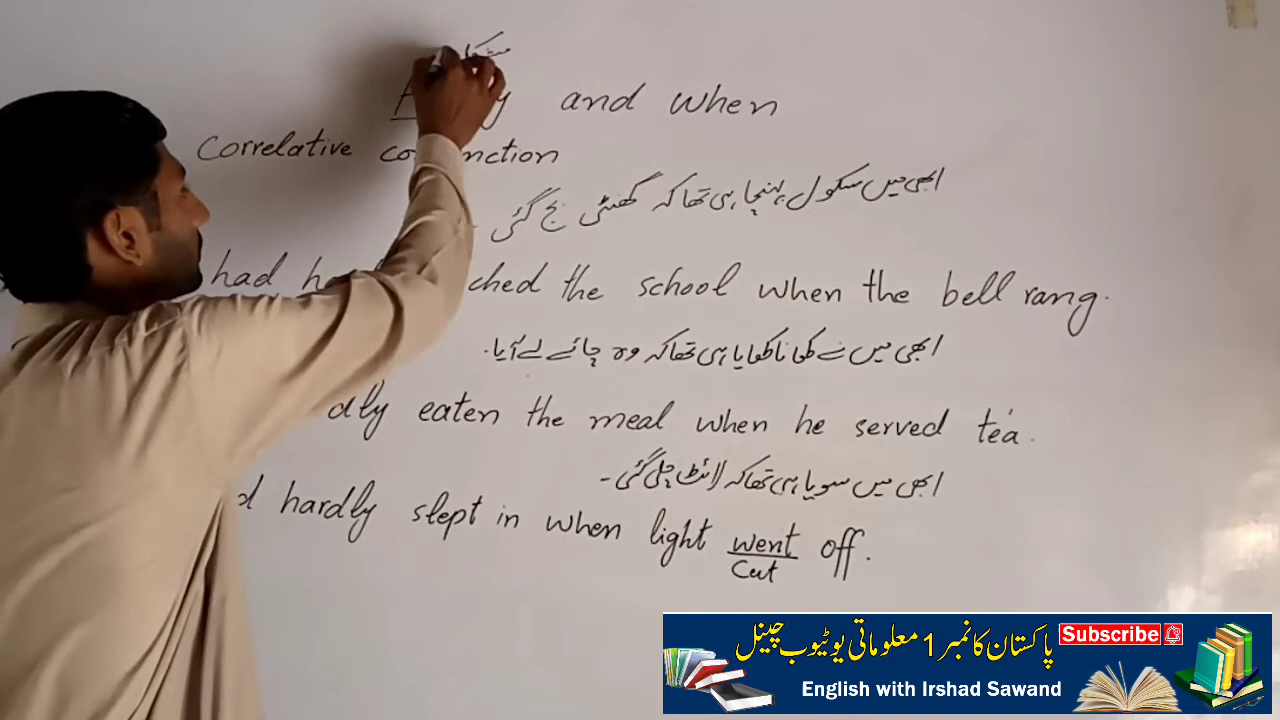 and when
Correlative conjunction
ابھی میں سکول پہنچا ہی تھا کہ گھنٹی بج گئی ۔
had the school when the bell rang.
ابھی میں نے کھانا کھایا ہی تھا کہ وہ چائے لے آیا۔
eaten the meal when he served tea.
ابھی میں سویا ہی تھا کہ لائٹ چلی گئی ۔
hardly slept in when light went off.
Cut
پاکستان کا نمبر 1 معلوماتی یوٹیوب چینل
Subscribe
English with Irshad Sawand